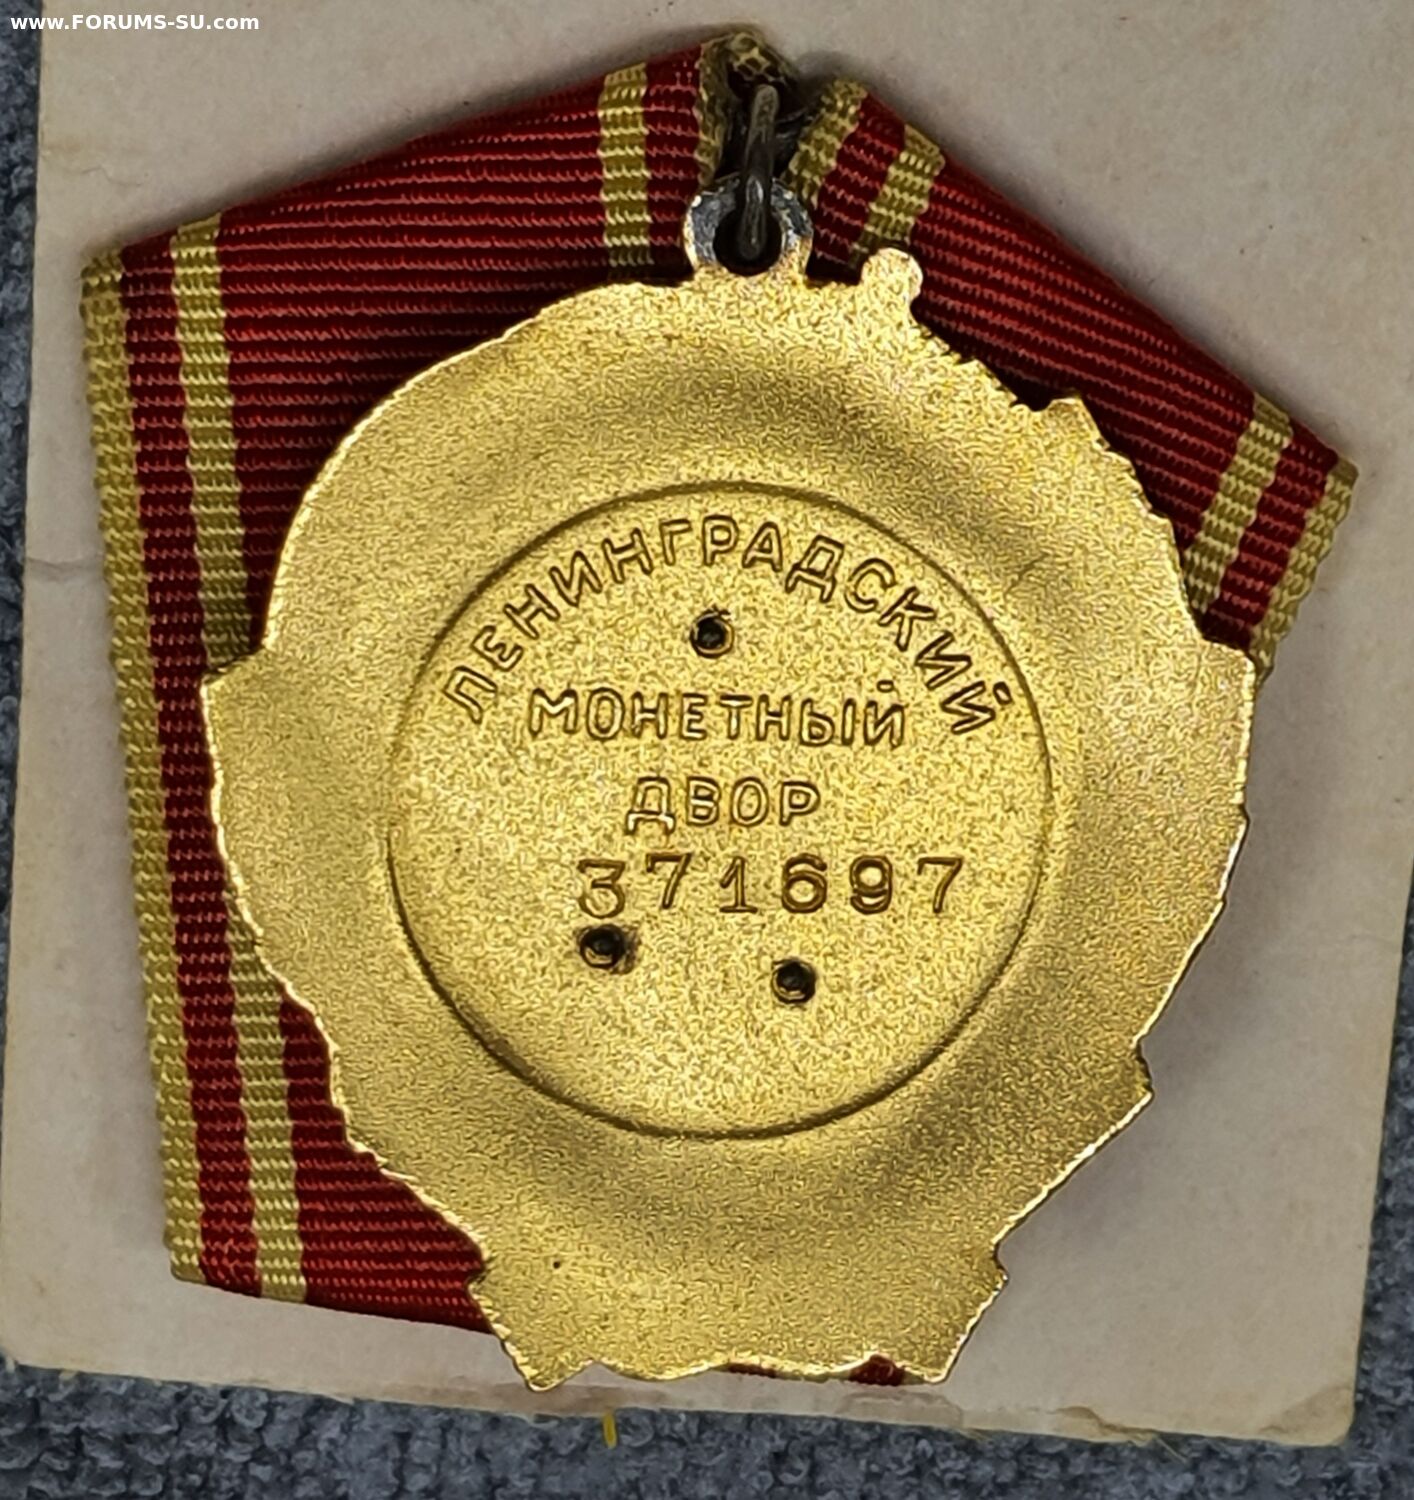 www.FORUMS-SU.com
ЛЕНИНГРАДСКИЙ
МОНЕТНЫЙ
ДВОР
371697